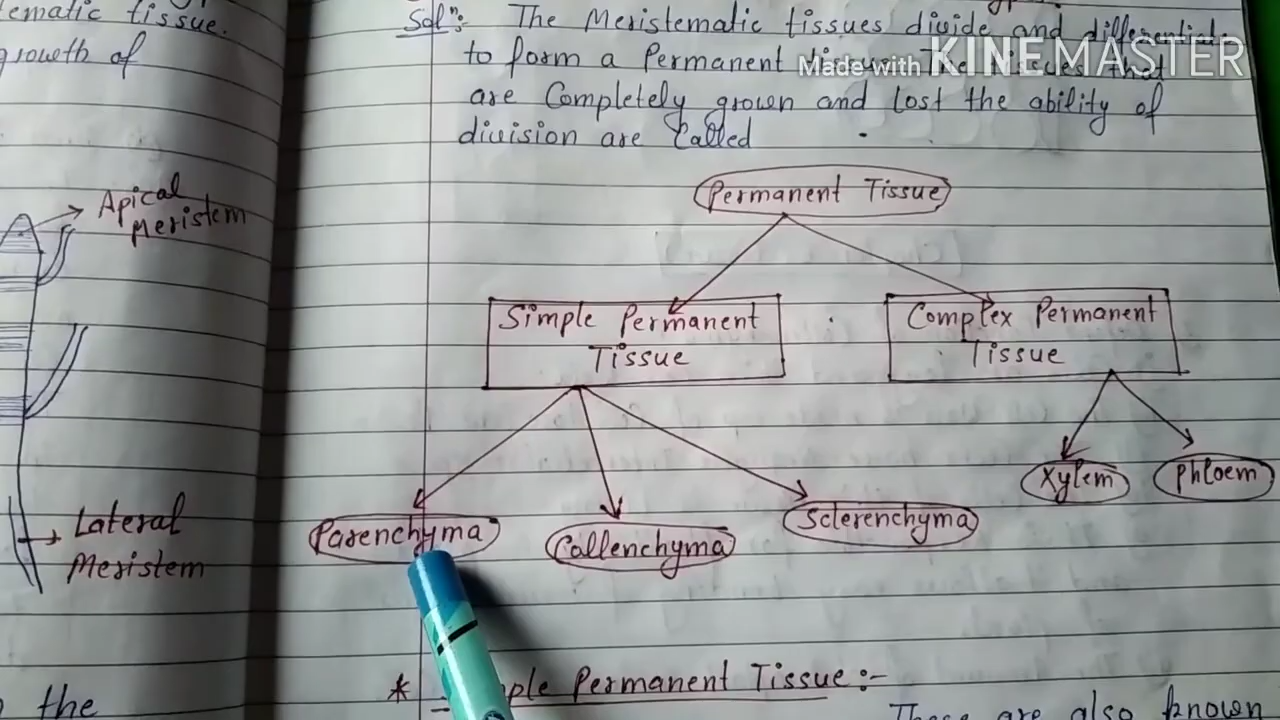 ematic tissue.
growth of
Apical
Meristem
Lateral
Meristem
the
Solⁿ:- The Meristematic tissues divide and differential
to form a Permanent
are Completely grown and lost the ability of
division are Called
Made with KINEMASTER
Permanent Tissue
Simple Permanent
Tissue
Complex Permanent
Tissue
Xylem
Phloem
Parenchyma
Collenchyma
Sclerenchyma
* Permanent Tissue :-
These are also known